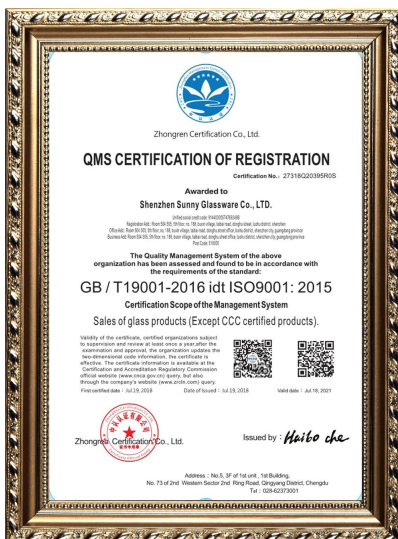 Zhongren Certification Co., Ltd.
QMS CERTIFICATION OF REGISTRATION
Certification No.: 27318Q20395R0S
Awarded to
Shenzhen Sunny Glassware Co., LTD.
The Quality Management System of the above
organization has been assessed and found to be in accordance with
the requirements of the standard:
GB / T19001-2016 idt ISO9001: 2015
Certification Scope of the Management System
Sales of glass products (Except CCC certified products).
Validity of the certificate, certified organizations subject
to supervision and review at least once a year.after the
examination and approval, the organization updates the
two-dimensional code information, the certificate is
effective. The certificate information is available at the
Certification and Accreditation Regulatory Commission
official website (www.cnca.gov.cn) query, but also
through the company's website (www.zrctn.com) query.
First certified date : Jul.19, 2018
Date of Issued : Jul.19, 2018
Valid date : Jul.18, 2021
Zhongren Certification Co., Ltd.
Issued by : Haibo che
Address : No.5, 3F of 1st unit , 1st Building,
No. 73 of 2nd Western Sector 2nd Ring Road, Qingyang District, Chengdu
Tel : 028-62373001